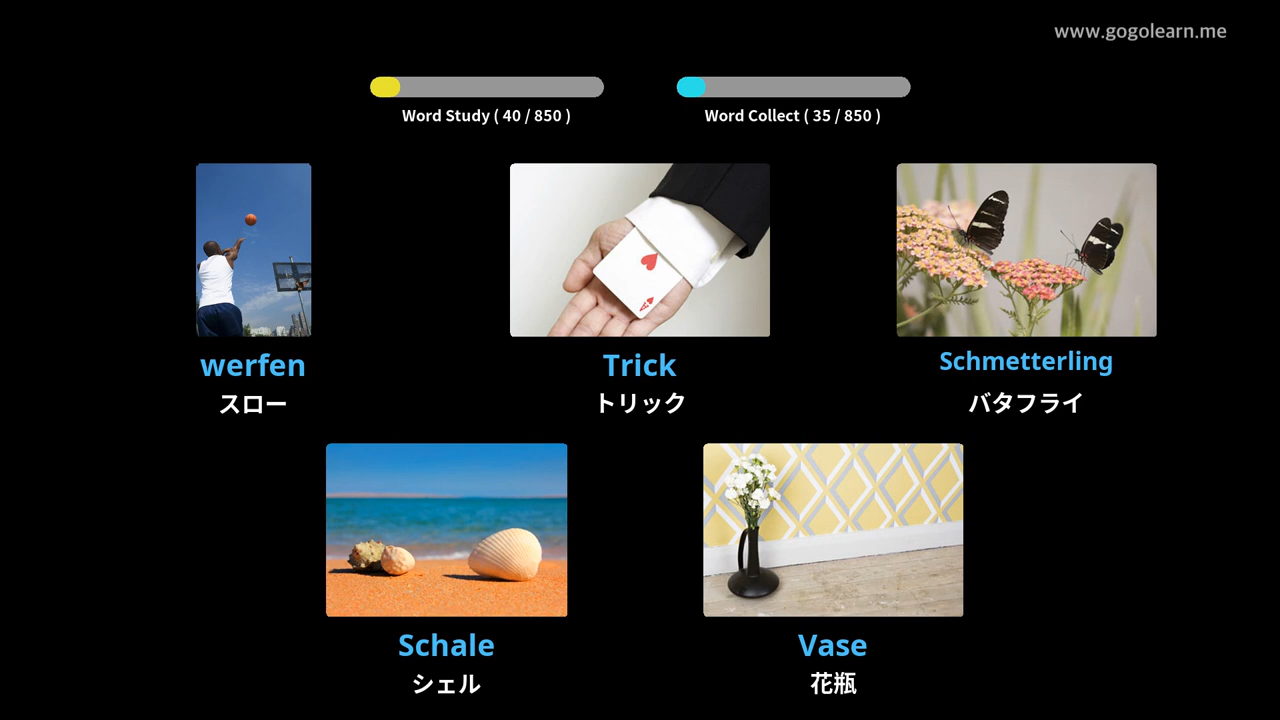 www.gogolearn.me
Word Study ( 40 / 850 )
Word Collect ( 35 / 850 )
werfen
スロー
Trick
トリック
Schmetterling
バタフライ
Schale
シェル
Vase
花瓶